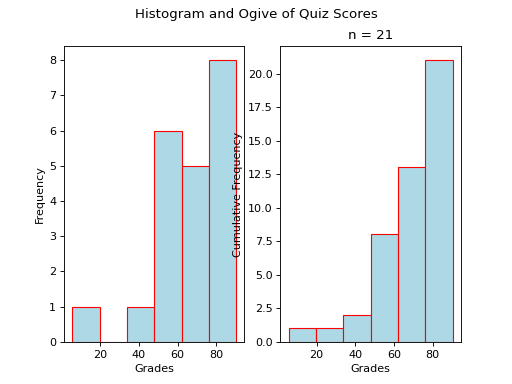 Histogram and Ogive of Quiz Scores
n = 21
8
7
6
5
4
3
2
1
0
Frequency
20 40 60 80
Grades
20.0
17.5
15.0
12.5
10.0
7.5
5.0
2.5
0.0
Cumulative Frequency
20 40 60 80
Grades